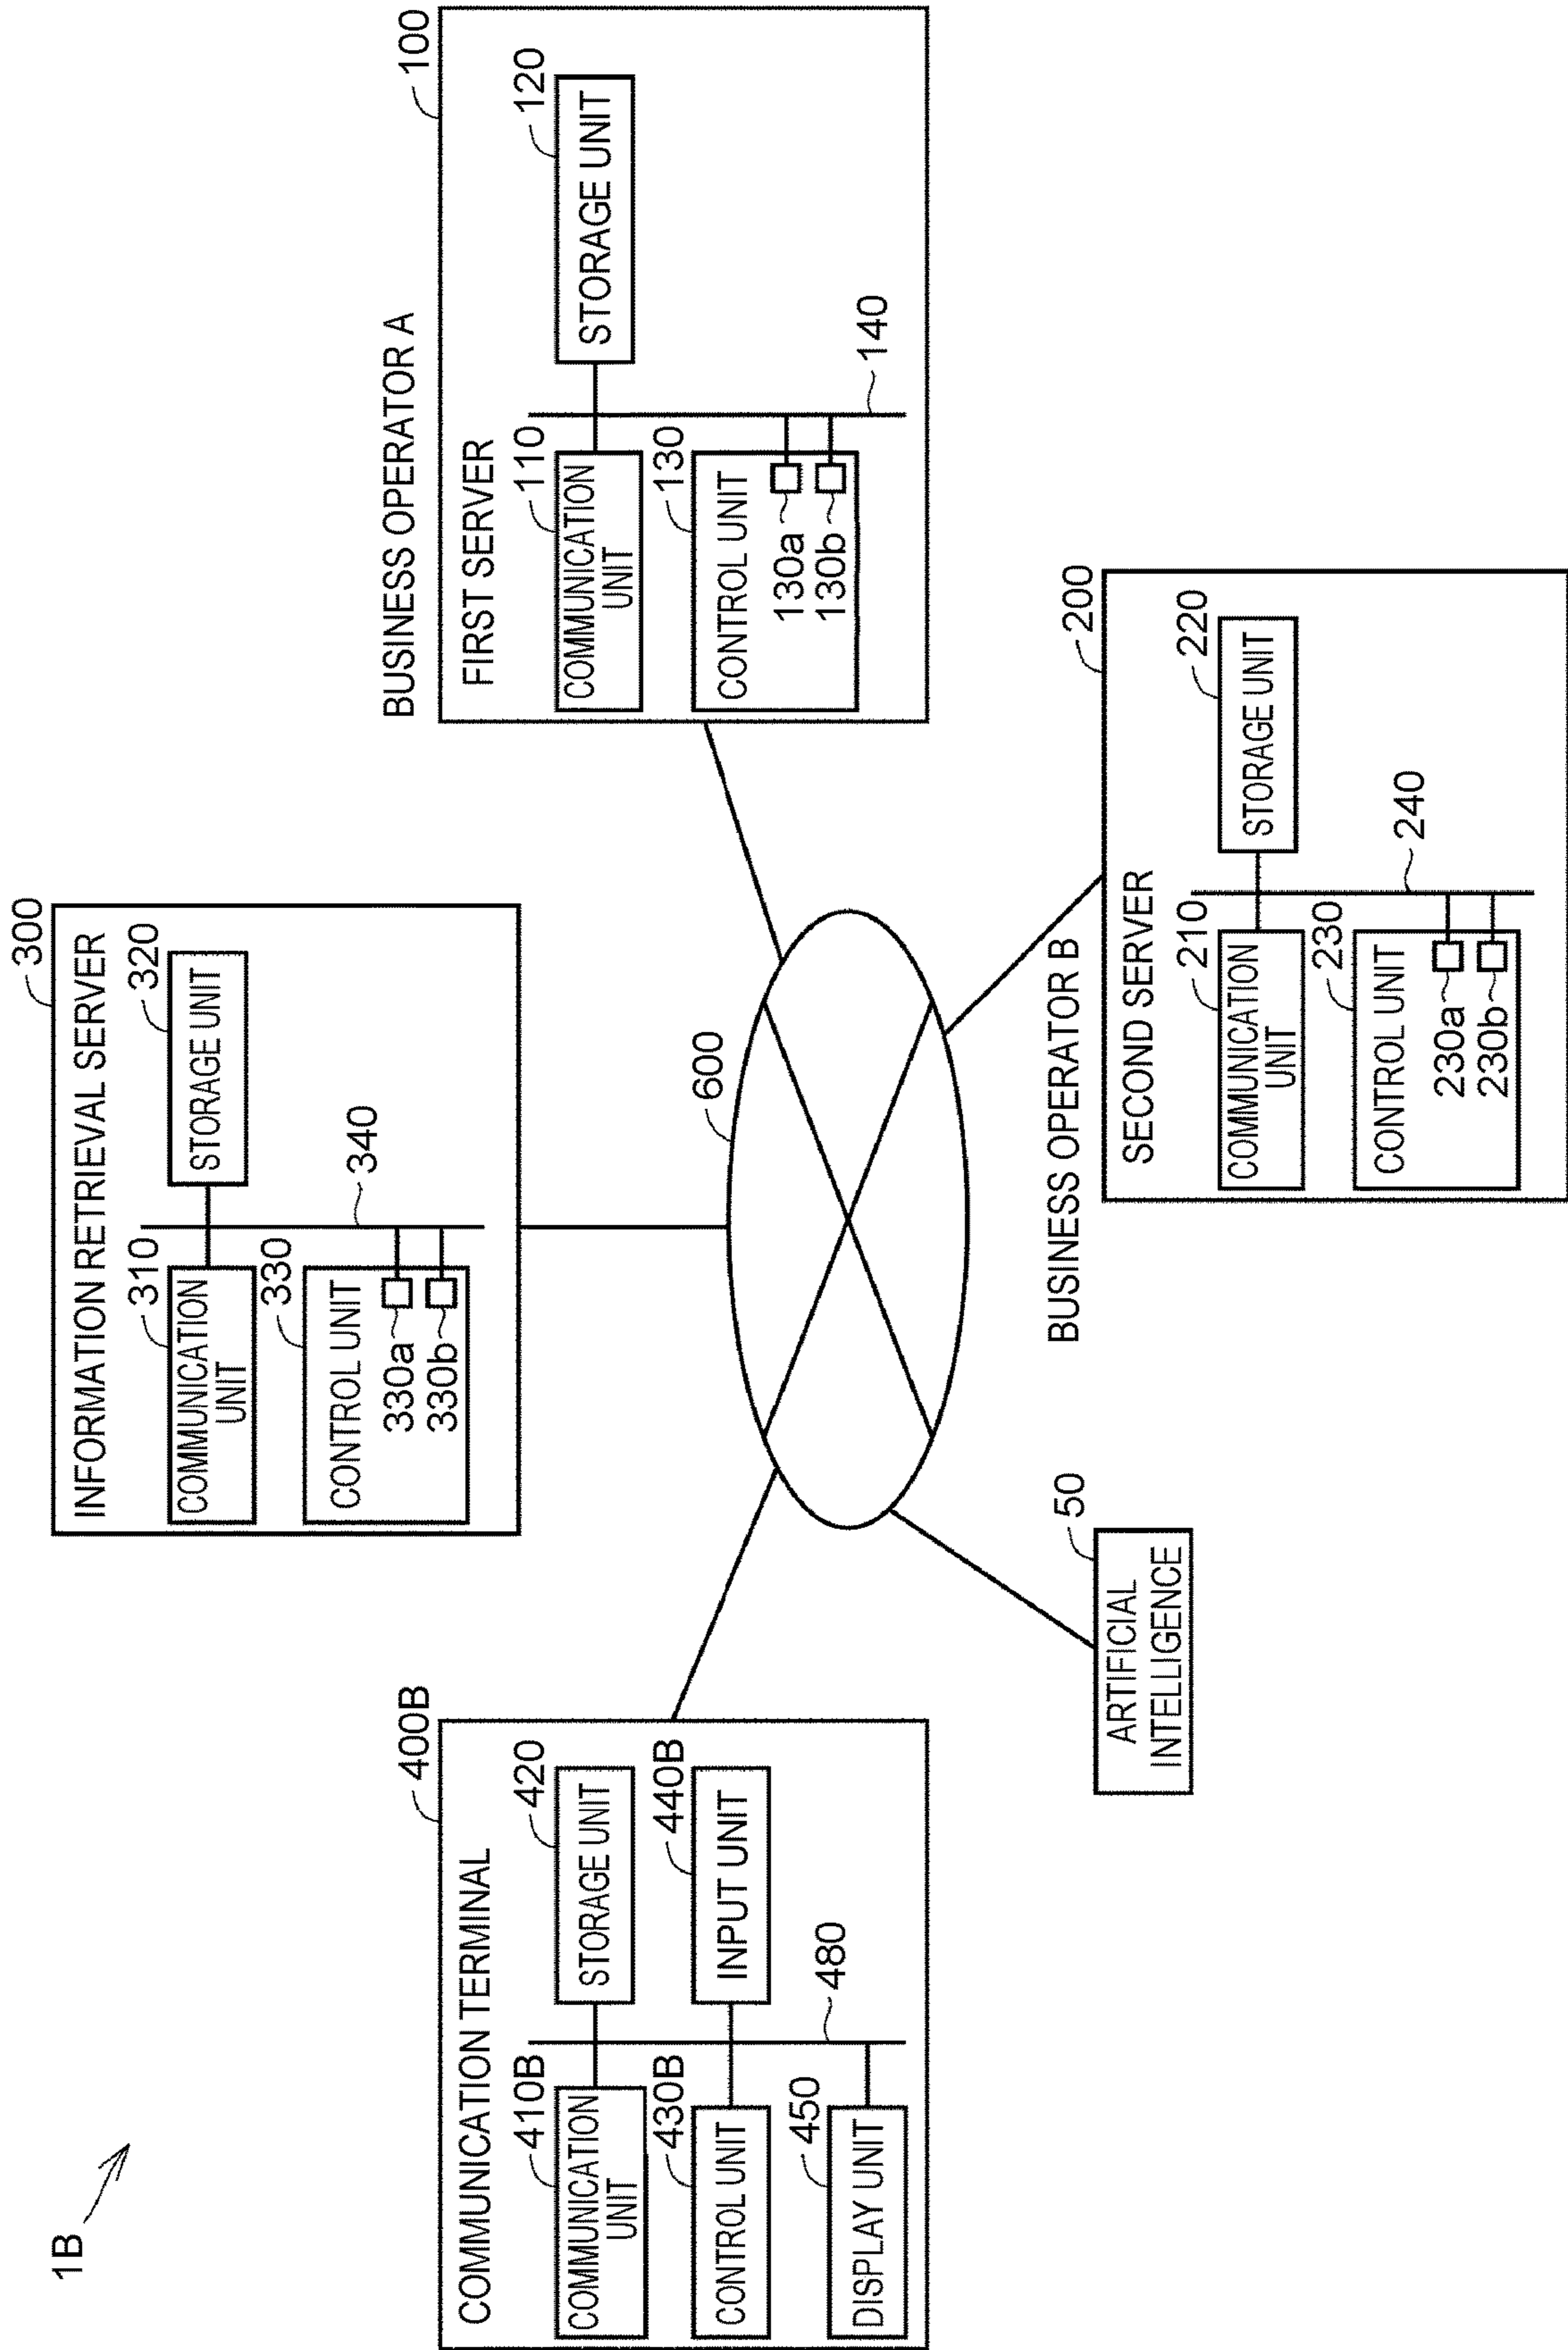 1B
300
INFORMATION RETRIEVAL SERVER
310
320
COMMUNICATION
UNIT
STORAGE UNIT
330
CONTROL UNIT
340
330a
330b
400B
COMMUNICATION TERMINAL
410B
420
COMMUNICATION
UNIT
STORAGE UNIT
430B
440B
CONTROL UNIT
INPUT UNIT
450
480
DISPLAY UNIT
BUSINESS OPERATOR A
100
FIRST SERVER
110
120
COMMUNICATION
UNIT
STORAGE UNIT
130
CONTROL UNIT
130a
130b
140
600
50
ARTIFICIAL
INTELLIGENCE
BUSINESS OPERATOR B
200
SECOND SERVER
210
220
COMMUNICATION
UNIT
STORAGE UNIT
230
CONTROL UNIT
240
230a
230b